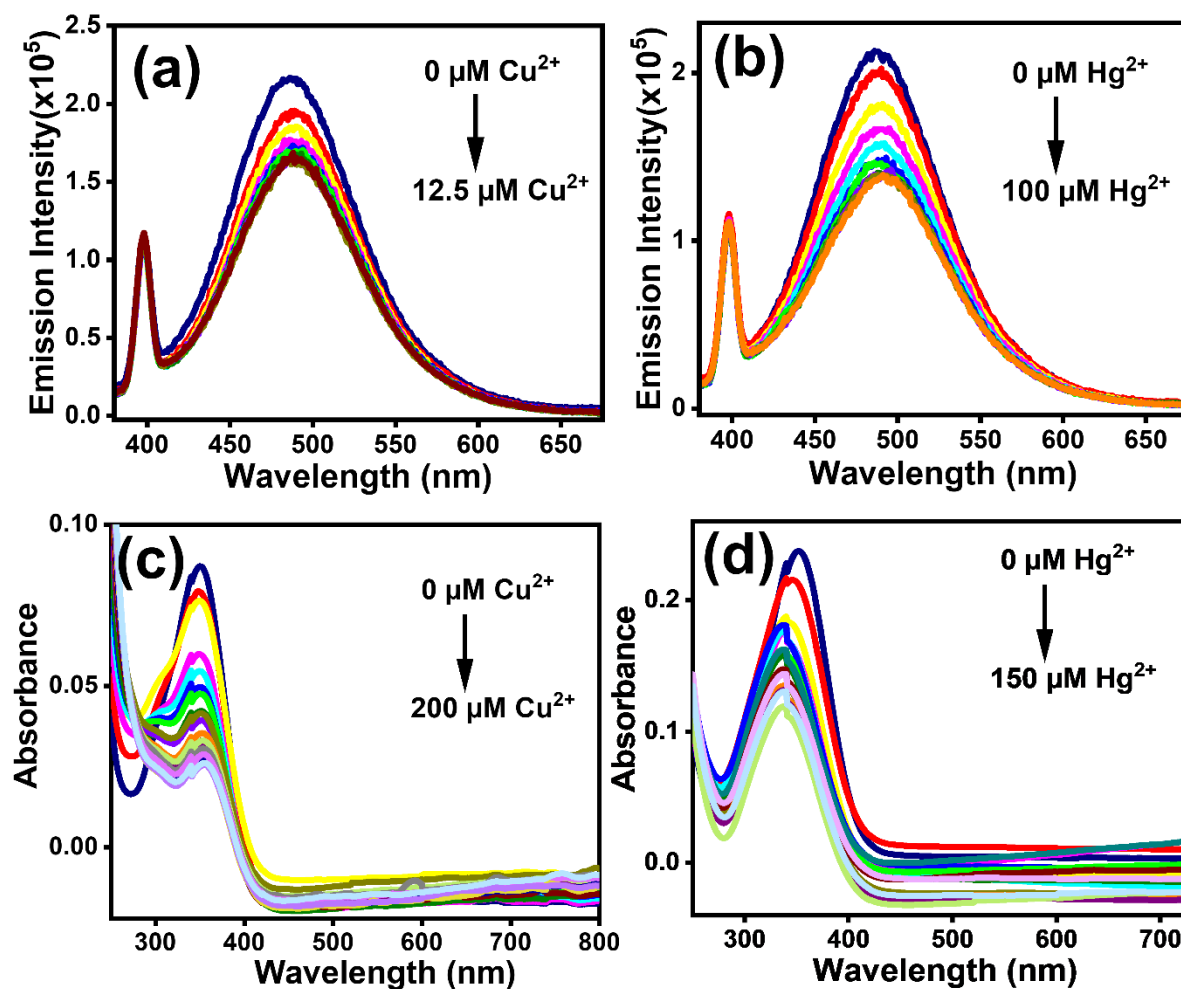 (a)
0 µM Cu²⁺
12.5 µM Cu²⁺
Emission Intensity(x10⁵)
2.5
2.0
1.5
1.0
0.5
0.0
400 450 500 550 600 650
Wavelength (nm)
(b)
0 µM Hg²⁺
100 µM Hg²⁺
Emission Intensity(x10⁵)
2
1
0
400 450 500 550 600 650
Wavelength (nm)
(c)
0 µM Cu²⁺
200 µM Cu²⁺
Absorbance
0.10
0.05
0.00
300 400 500 600 700 800
Wavelength (nm)
(d)
0 µM Hg²⁺
150 µM Hg²⁺
Absorbance
0.2
0.1
0.0
300 400 500 600 700
Wavelength (nm)